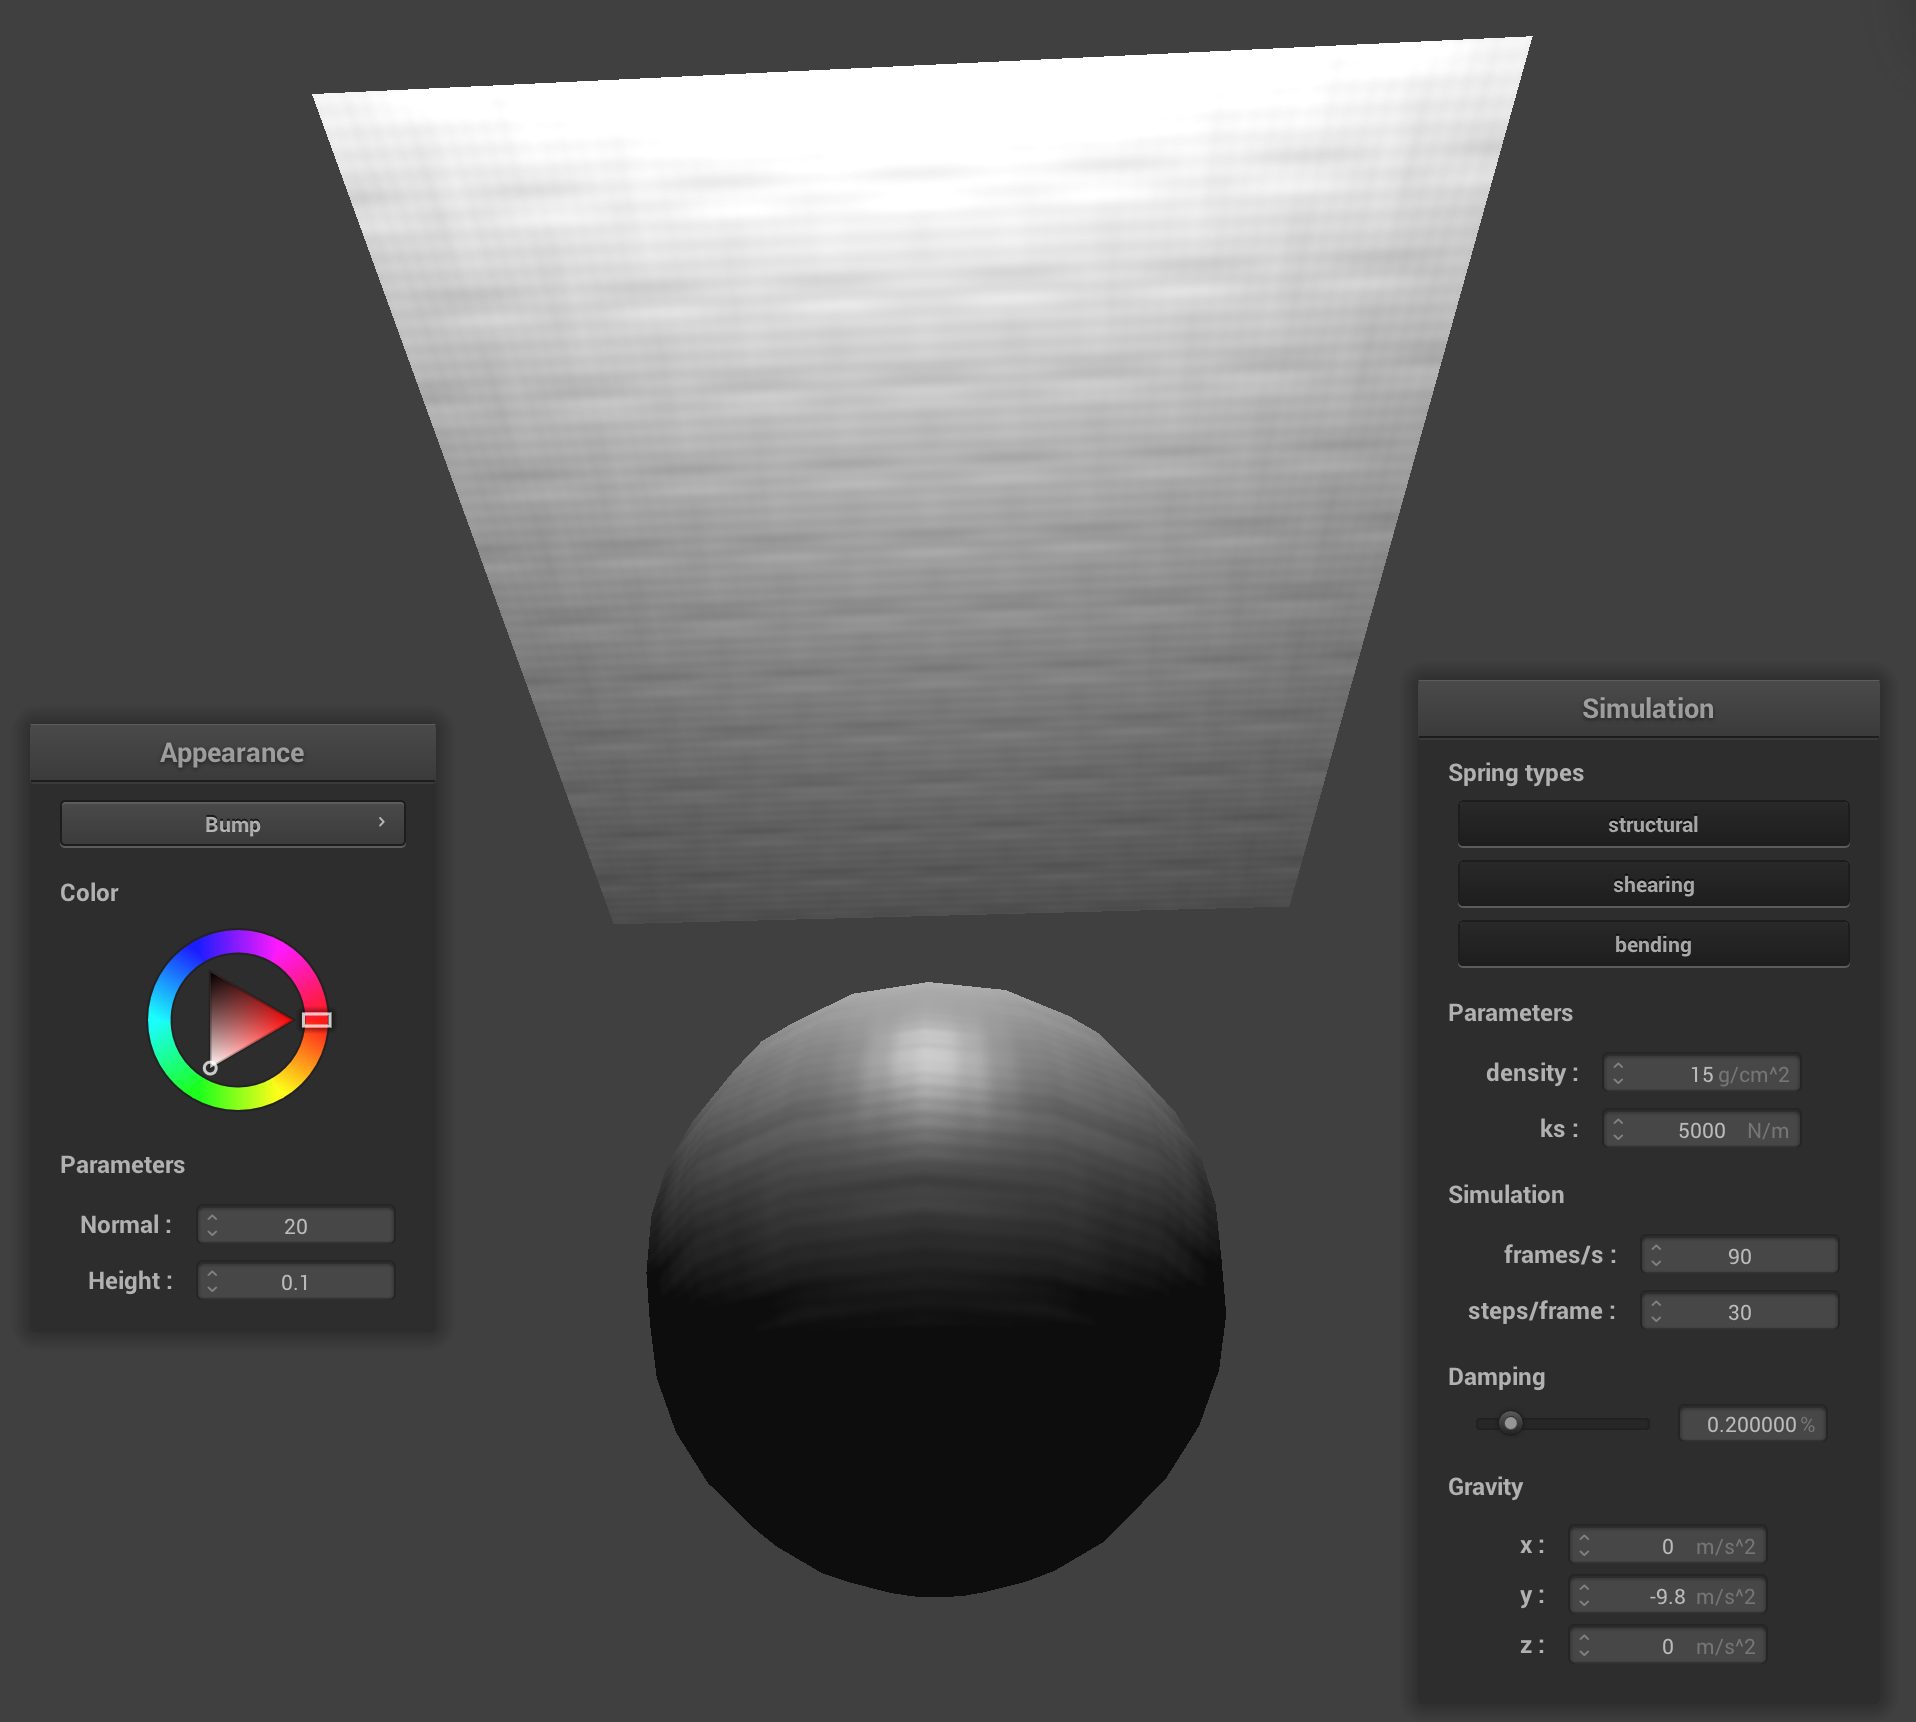 Appearance
Bump
Color
Parameters
Normal : 20
Height : 0.1
Simulation
Spring types
structural
shearing
bending
Parameters
density : 15 g/cm^2
ks : 5000 N/m
Simulation
frames/s : 90
steps/frame : 30
Damping
0.200000 %
Gravity
x : 0 m/s^2
y : -9.8 m/s^2
z : 0 m/s^2